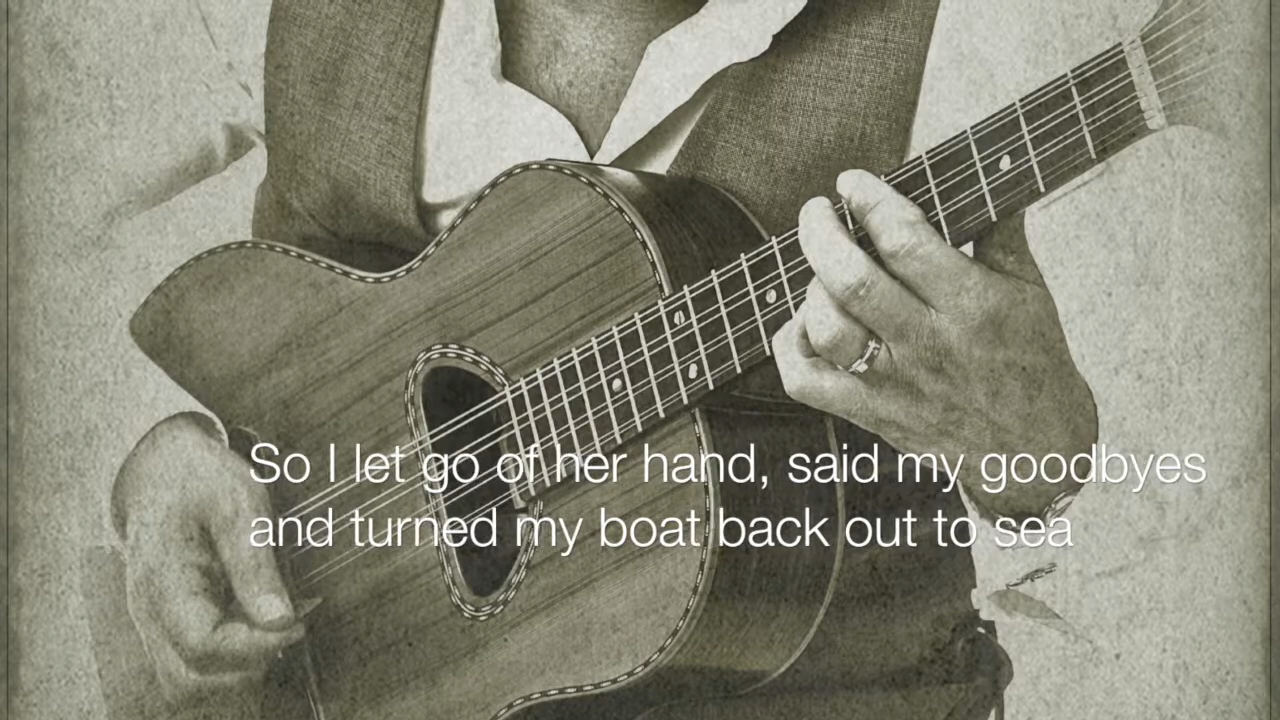 So I let go of her hand, said my goodbyes
and turned my boat back out to sea